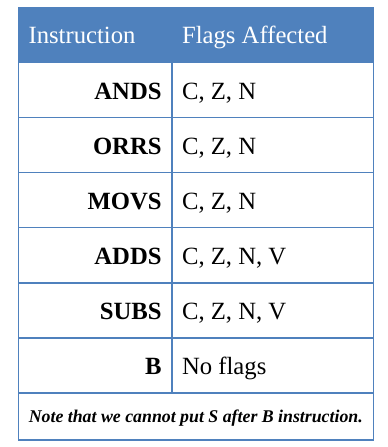 Instruction Flags Affected
ANDS C, Z, N
ORRS C, Z, N
MOVS C, Z, N
ADDS C, Z, N, V
SUBS C, Z, N, V
B No flags
Note that we cannot put S after B instruction.